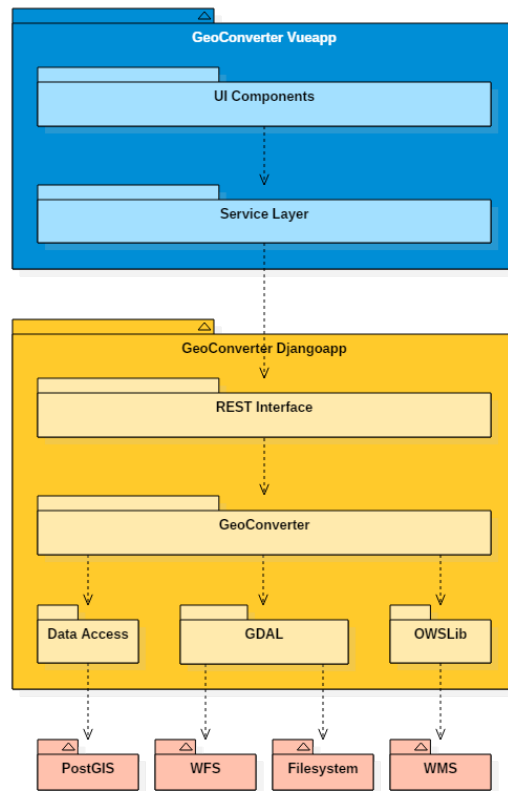 GeoConverter Vueapp
UI Components
Service Layer
GeoConverter Djangoapp
REST Interface
GeoConverter
Data Access
GDAL
OWSLib
PostGIS
WFS
Filesystem
WMS